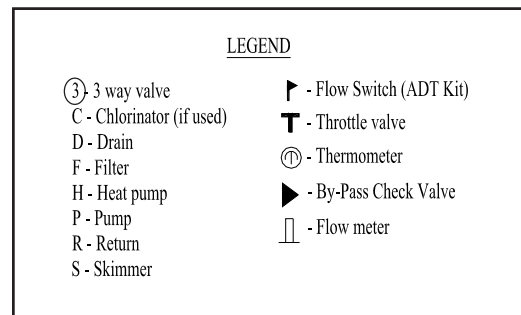 LEGEND
3 - 3 way valve
C - Chlorinator (if used)
D - Drain
F - Filter
H - Heat pump
P - Pump
R - Return
S - Skimmer
- Flow Switch (ADT Kit)
- Throttle valve
- Thermometer
- By-Pass Check Valve
- Flow meter